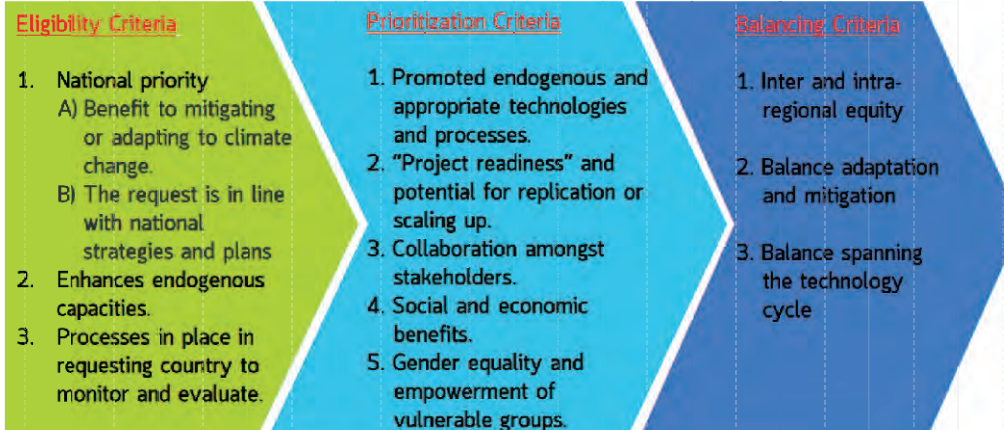 Eligibility Criteria
1. National priority
A) Benefit to mitigating
or adapting to climate
change.
B) The request is in line
with national
strategies and plans
2. Enhances endogenous
capacities.
3. Processes in place in
requesting country to
monitor and evaluate.
Prioritization Criteria
1. Promoted endogenous and
appropriate technologies
and processes.
2. "Project readiness" and
potential for replication or
scaling up.
3. Collaboration amongst
stakeholders.
4. Social and economic
benefits.
5. Gender equality and
empowerment of
vulnerable groups.
Balancing Criteria
1. Inter and intra-
regional equity
2. Balance adaptation
and mitigation
3. Balance spanning
the technology
cycle